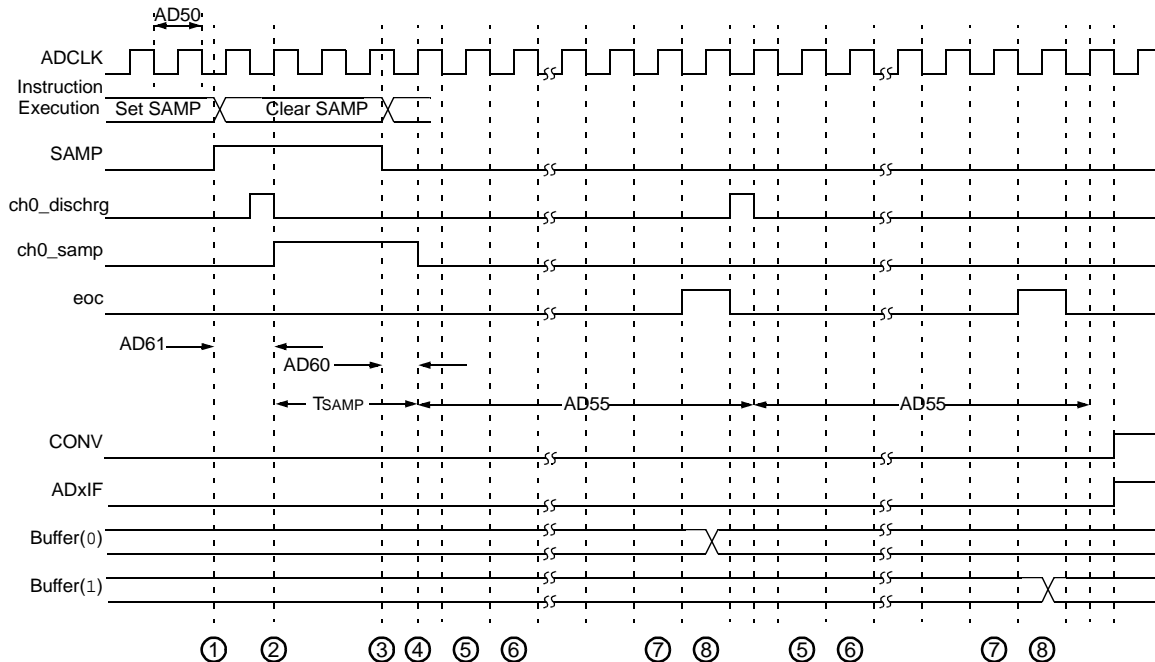 AD50
ADCLK
Instruction
Execution
Set SAMP
Clear SAMP
SAMP
ch0_dischrg
ch0_samp
eoc
AD61
AD60
TSAMP
AD55
AD55
CONV
ADxIF
Buffer(0)
Buffer(1)
1 2 3 4 5 6 7 8 5 6 7 8